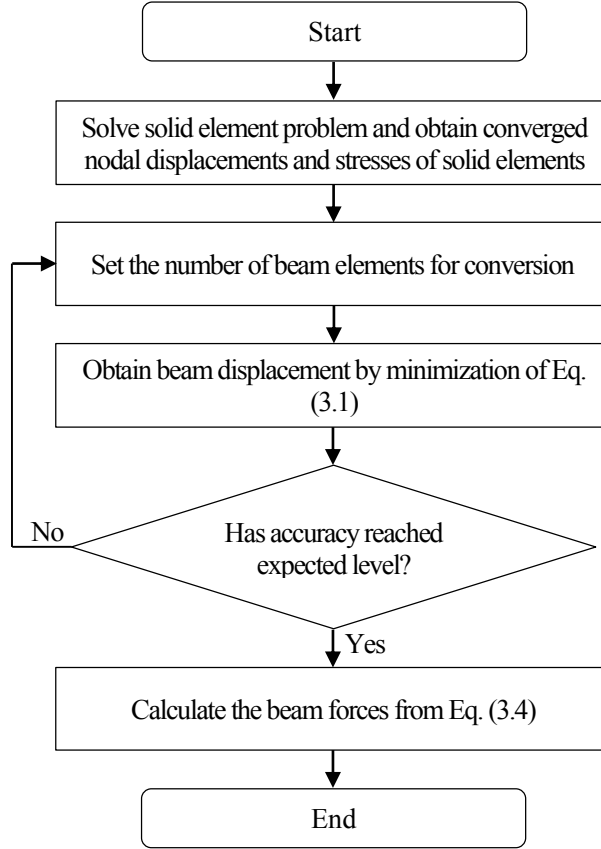 Start
Solve solid element problem and obtain converged
nodal displacements and stresses of solid elements
Set the number of beam elements for conversion
Obtain beam displacement by minimization of Eq.
(3.1)
Has accuracy reached
expected level?
No
Yes
Calculate the beam forces from Eq. (3.4)
End